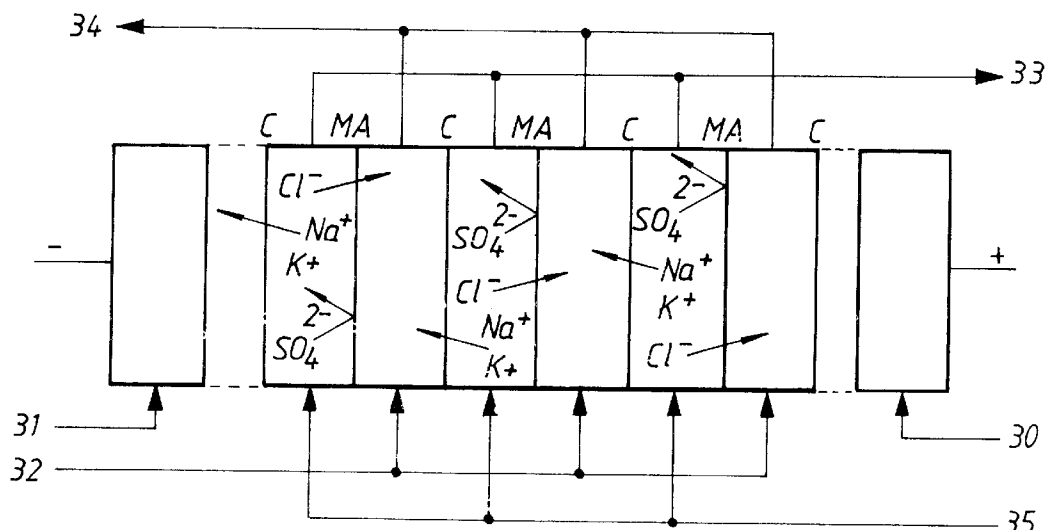 34
33
C MA C MA C MA C
Cl⁻
2-
SO4
2-
SO4
Na⁺
K+
Na⁺
K⁺
-
+
Cl⁻
2-
SO4
Na⁺
K+
Cl⁻
31
30
32
35